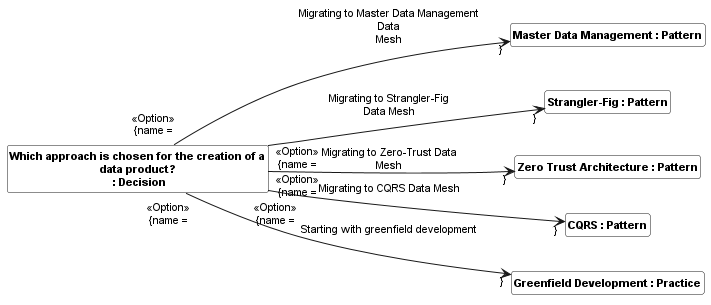 Migrating to Master Data Management
Data
Mesh
}
Master Data Management : Pattern
Migrating to Strangler-Fig
Data Mesh
}
Strangler-Fig : Pattern
«Option»
{name =
Which approach is chosen for the creation of a
data product?
: Decision
«Option»
{name =
Migrating to Zero-Trust Data
Mesh
}
Zero Trust Architecture : Pattern
«Option»
{name =
Migrating to CQRS Data Mesh
}
CQRS : Pattern
«Option»
{name =
«Option»
{name =
Starting with greenfield development
}
Greenfield Development : Practice